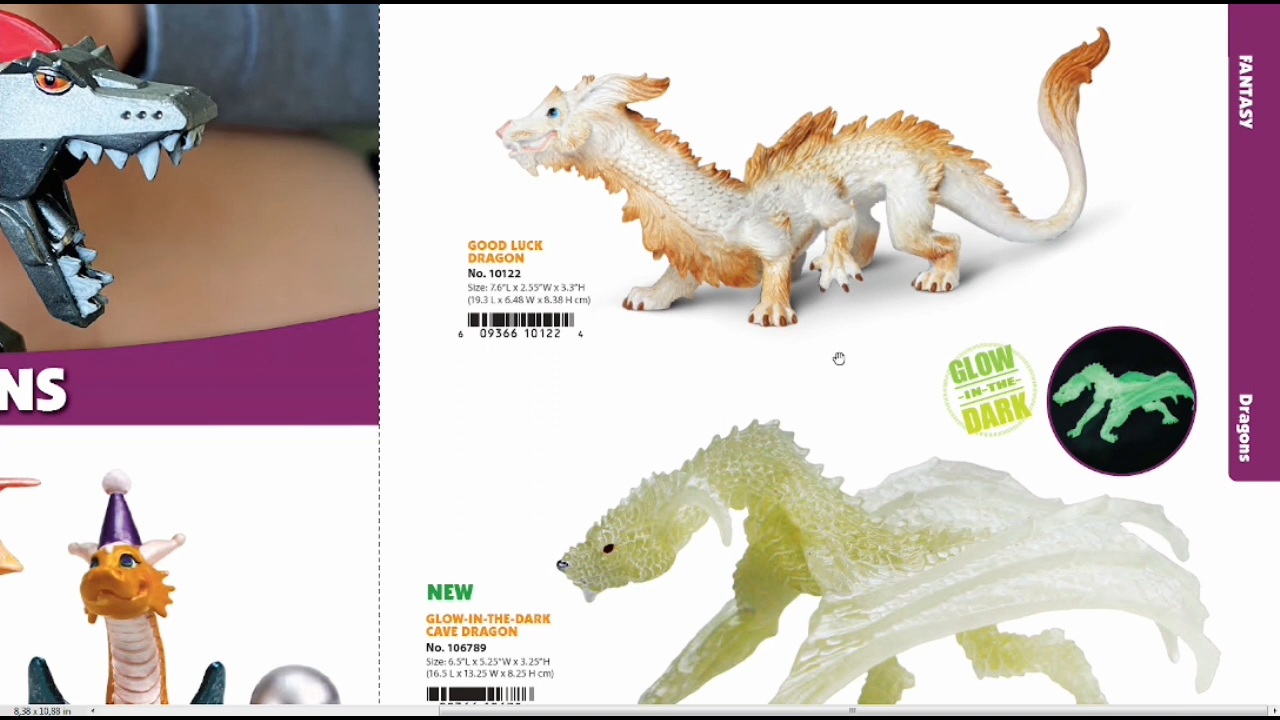 FANTASY
Dragons
GOOD LUCK
DRAGON
No. 10122
Size: 7.6"L x 2.55"W x 3.3"H
(19.3 L x 6.48 W x 8.38 H cm)
6 09366 10122 4
NS
GLOW
-IN-THE-
DARK
NEW
GLOW-IN-THE-DARK
CAVE DRAGON
No. 106789
Size: 6.5"L x 5.25"W x 3.25"H
(16.5 L x 13.25 W x 8.25 H cm)
8,38 x 10,88 in